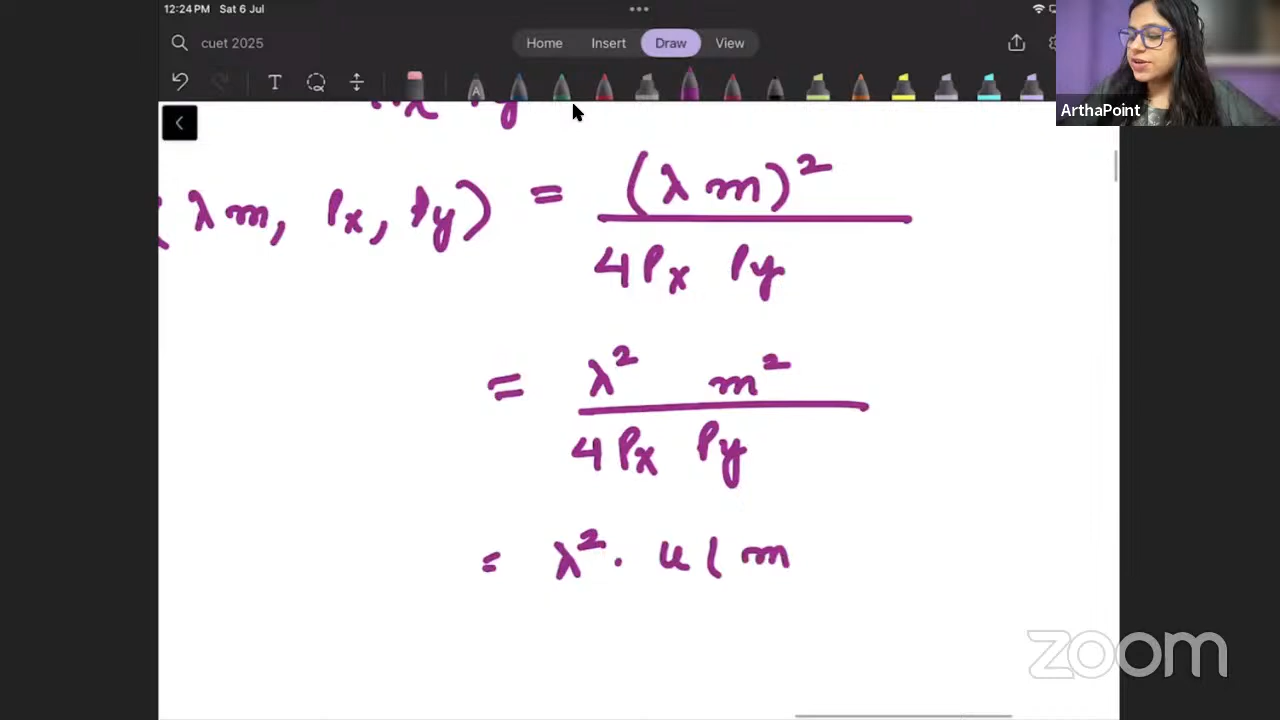 12:24 PM Sat 6 Jul
cuet 2025
Home Insert Draw View
T A
ArthaPoint
λm, Px, Py) = (λm)²
4Px Py
= λ² m²
4Px Py
= λ² . u(m
zoom